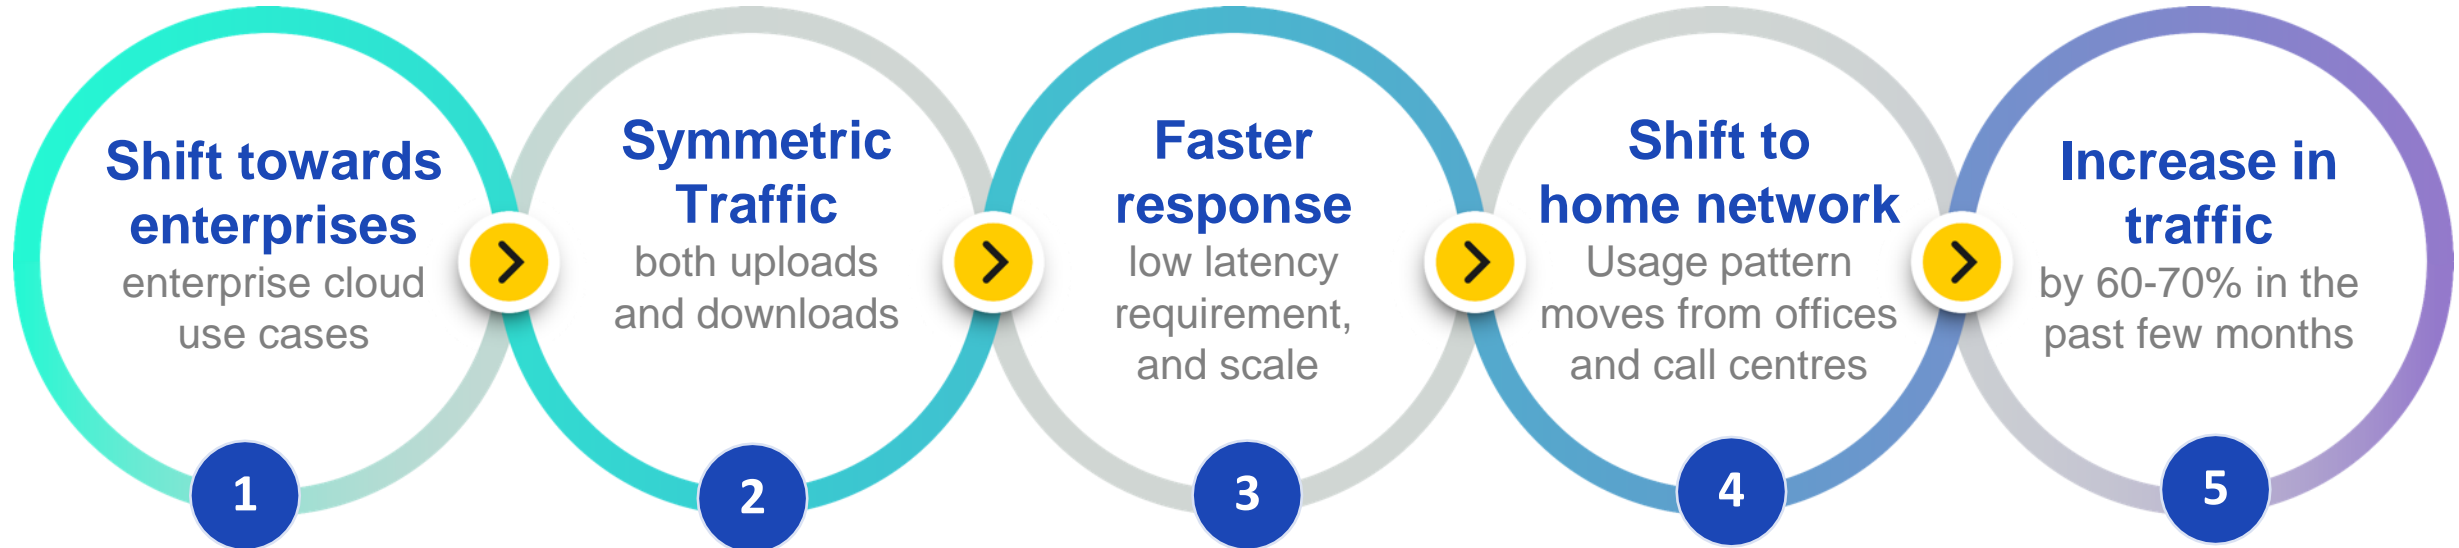 Shift towards
enterprises
enterprise cloud
use cases
1
Symmetric
Traffic
both uploads
and downloads
2
Faster
response
low latency
requirement,
and scale
3
Shift to
home network
Usage pattern
moves from offices
and call centres
4
Increase in
traffic
by 60-70% in the
past few months
5